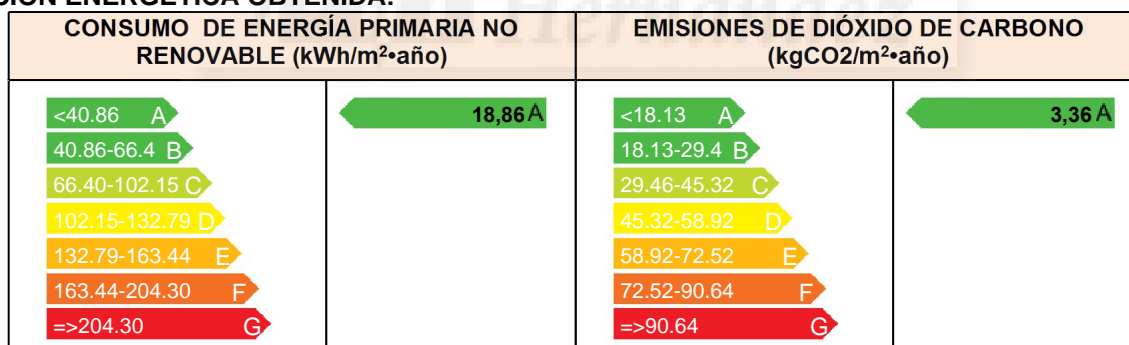 CONSUMO DE ENERGÍA PRIMARIA NO
RENOVABLE (kWh/m²•año)
EMISIONES DE DIÓXIDO DE CARBONO
(kgCO2/m²•año)
<40.86 A
40.86-66.4 B
66.40-102.15 C
102.15-132.79 D
132.79-163.44 E
163.44-204.30 F
=>204.30 G
18,86 A
<18.13 A
18.13-29.4 B
29.46-45.32 C
45.32-58.92 D
58.92-72.52 E
72.52-90.64 F
=>90.64 G
3,36 A